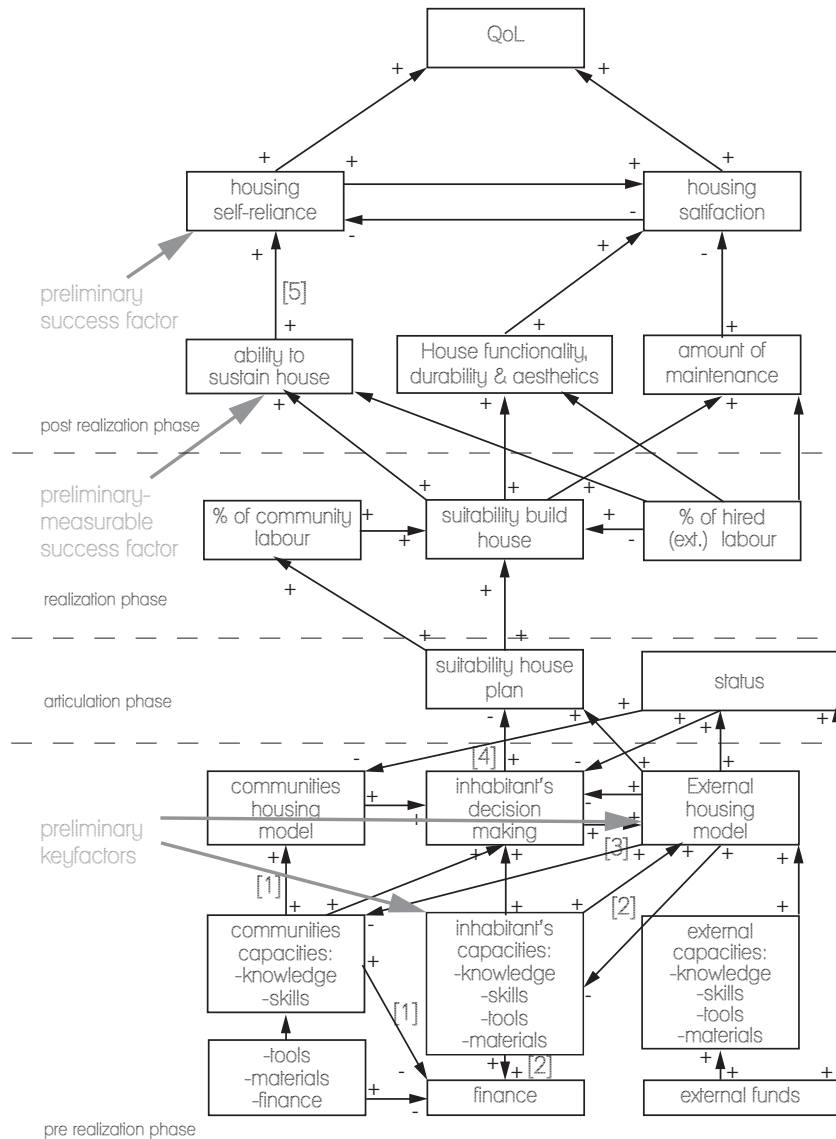 QoL
+ +
+ + + +
housing
self-reliance
housing
satifaction
- -
+ + -
preliminary
success factor
[5]
+ + +
ability to
sustain house
House functionality,
durability & aesthetics
amount of
maintenance
+ + +
post realization phase
+ + +
preliminary-
measurable
success factor
% of community
labour
suitability build
house
% of hired
(ext.) labour
+ + + -
+ +
realization phase
+ +
suitability house
plan
status
articulation phase
- + + + +
[4]
- + - + +
communities
housing
model
inhabitant's
decision
making
External
housing
model
+ + + - + +
preliminary
keyfactors
[3]
+ + + + + + + +
[1]
+ + + [2] +
communities
capacities:
-knowledge
-skills
inhabitant's
capacities:
-knowledge
-skills
-tools
-materials
external
capacities:
-knowledge
-skills
-tools
-materials
- + -
[1]
-tools
-materials
-finance
+ + [2]
+ + +
- + -
finance
external funds
pre realization phase